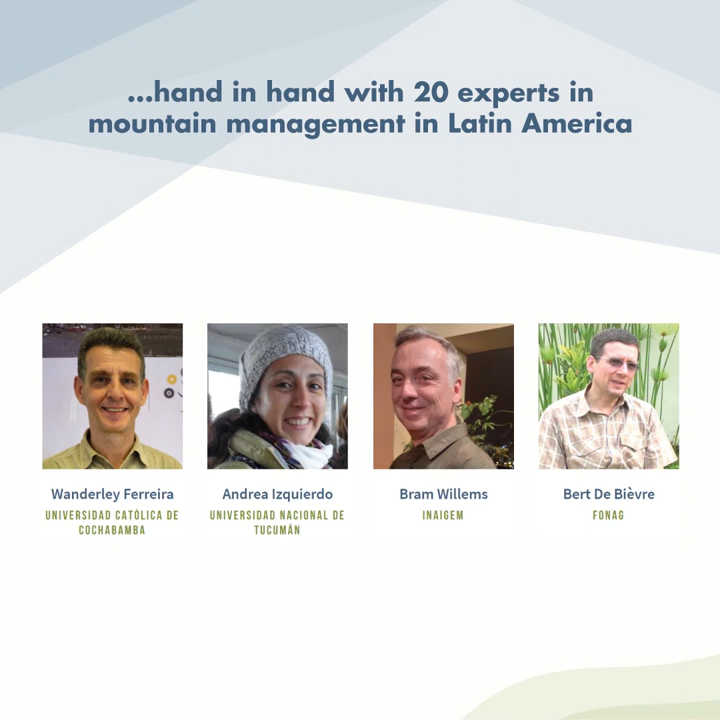 ...hand in hand with 20 experts in
mountain management in Latin America
Wanderley Ferreira
UNIVERSIDAD CATÓLICA DE
COCHABAMBA
Andrea Izquierdo
UNIVERSIDAD NACIONAL DE
TUCUMÁN
Bram Willems
INAIGEM
Bert De Bièvre
FONAG